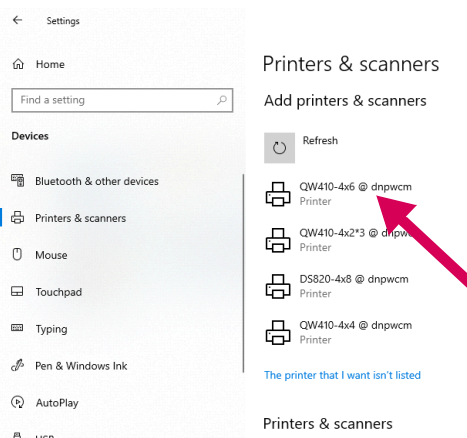 Settings
Home
Find a setting
Devices
Bluetooth & other devices
Printers & scanners
Mouse
Touchpad
Typing
Pen & Windows Ink
AutoPlay
USB
Printers & scanners
Add printers & scanners
Refresh
QW410-4x6 @ dnpwcm
Printer
QW410-4x2*3 @ dnpwcm
Printer
DS820-4x8 @ dnpwcm
Printer
QW410-4x4 @ dnpwcm
Printer
The printer that I want isn't listed
Printers & scanners